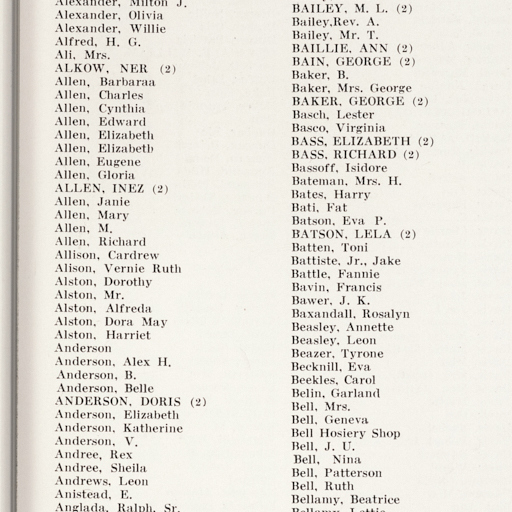 Alexander, Milton J.
Alexander, Olivia
Alexander, Willie
Alfred, H. G.
Ali, Mrs.
ALKOW, NER (2)
Allen, Barbaraa
Allen, Charles
Allen, Cynthia
Allen, Edward
Allen, Elizabeth
Allen, Elizabetb
Allen, Eugene
Allen, Gloria
ALLEN, INEZ (2)
Allen, Janie
Allen, Mary
Allen, M.
Allen, Richard
Allison, Cardrew
Alison, Vernie Ruth
Alston, Dorothy
Alston, Mr.
Alston, Alfreda
Alston, Dora May
Alston, Harriet
Anderson
Anderson, Alex H.
Anderson, B.
Anderson, Belle
ANDERSON, DORIS (2)
Anderson, Elizabeth
Anderson, Katherine
Anderson, V.
Andree, Rex
Andree, Sheila
Andrews, Leon
Anistead, E.
Anglada, Ralph, Sr.
BAILEY, M. L. (2)
Bailey,Rev. A.
Bailey, Mr. T.
BAILLIE, ANN (2)
BAIN, GEORGE (2)
Baker, B.
Baker, Mrs. George
BAKER, GEORGE (2)
Basch, Lester
Basco, Virginia
BASS, ELIZABETH (2)
BASS, RICHARD (2)
Bassoff, Isidore
Bateman, Mrs. H.
Bates, Harry
Bati, Fat
Batson, Eva P.
BATSON, LELA (2)
Batten, Toni
Battiste, Jr., Jake
Battle, Fannie
Bavin, Francis
Bawer, J. K.
Baxandall, Rosalyn
Beasley, Annette
Beasley, Leon
Beazer, Tyrone
Becknill, Eva
Beekles, Carol
Belin, Garland
Bell, Mrs.
Bell, Geneva
Bell Hosiery Shop
Bell, J. U.
Bell, Nina
Bell, Patterson
Bell, Ruth
Bellamy, Beatrice
Bellamy, Lottie